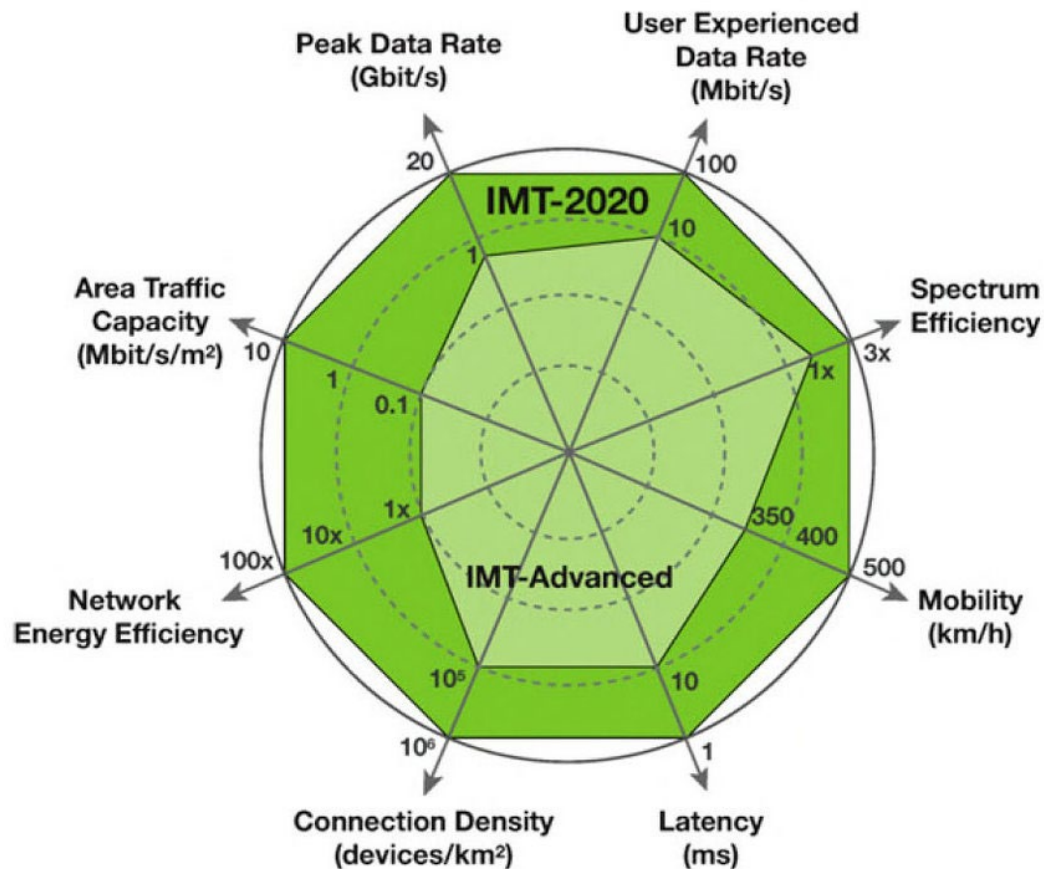 Peak Data Rate
(Gbit/s)
User Experienced
Data Rate
(Mbit/s)
20
100
IMT-2020
10
1
Area Traffic
Capacity
(Mbit/s/m²)
Spectrum
Efficiency
10
1
0.1
3x
1x
1x
10x
100x
350
400
500
Network
Energy Efficiency
IMT-Advanced
Mobility
(km/h)
10⁵
10
10⁶
1
Connection Density
(devices/km²)
Latency
(ms)